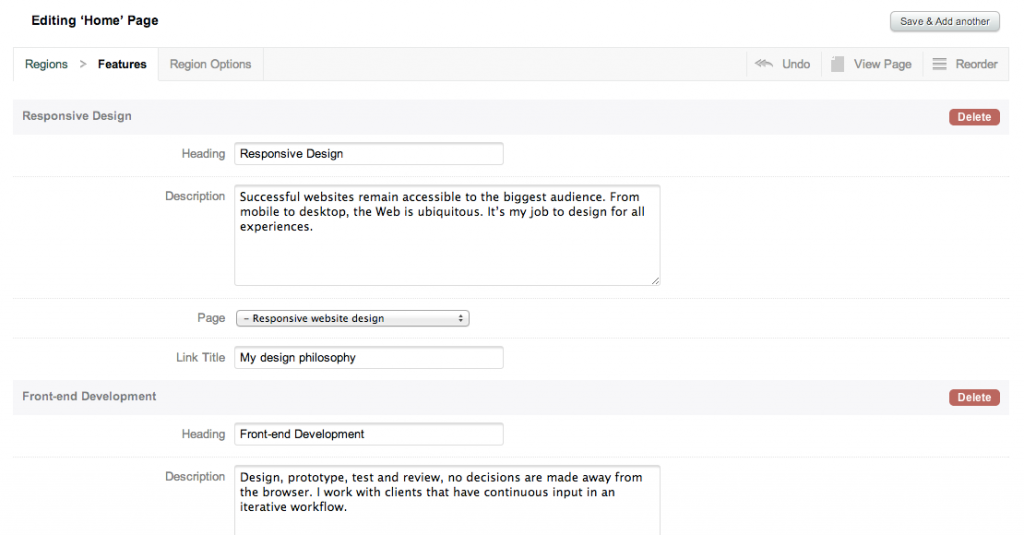 Editing ‘Home’ Page
Save & Add another
Regions > Features
Region Options
Undo
View Page
Reorder
Responsive Design
Delete
Heading
Responsive Design
Description
Successful websites remain accessible to the biggest audience. From
mobile to desktop, the Web is ubiquitous. It’s my job to design for all
experiences.
Page
– Responsive website design
Link Title
My design philosophy
Front-end Development
Delete
Heading
Front-end Development
Description
Design, prototype, test and review, no decisions are made away from
the browser. I work with clients that have continuous input in an
iterative workflow.